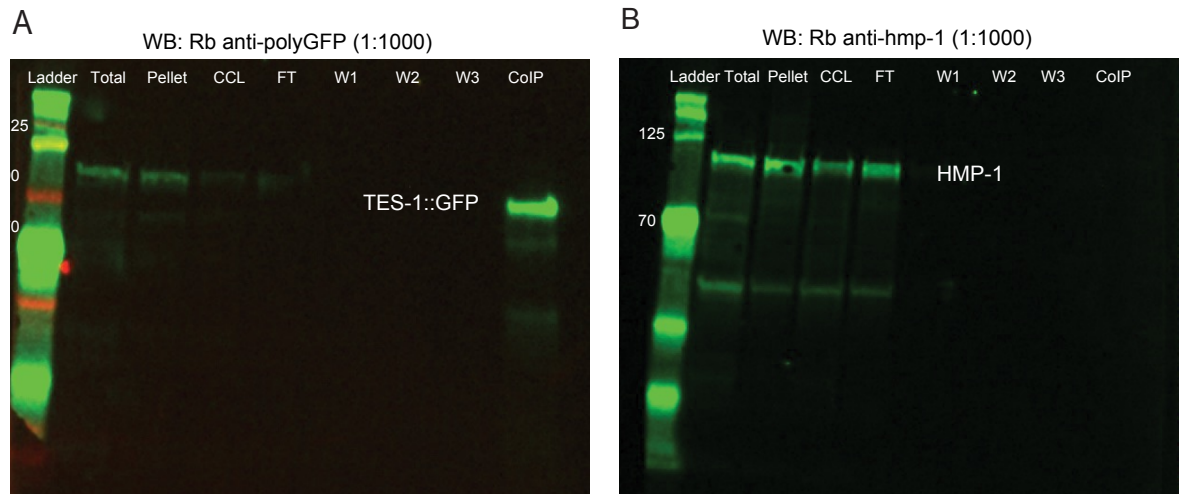 A
WB: Rb anti-polyGFP (1:1000)
Ladder Total Pellet CCL FT W1 W2 W3 CoIP
25
0
TES-1::GFP
0
B
WB: Rb anti-hmp-1 (1:1000)
Ladder Total Pellet CCL FT W1 W2 W3 CoIP
125
HMP-1
70